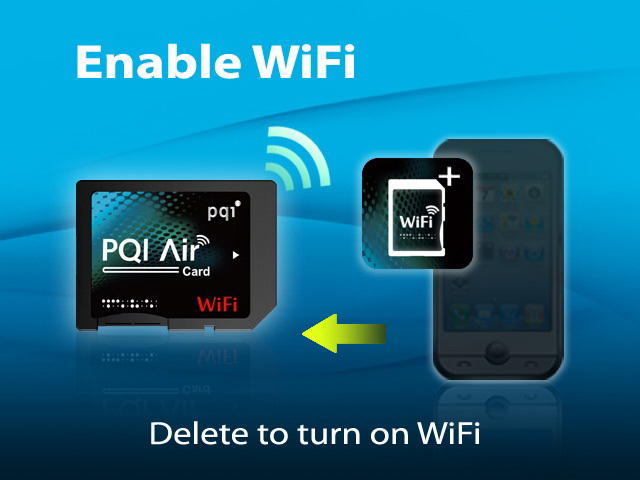 Enable WiFi
pqi
PQI Air
Card
WiFi
+
WiFi
Delete to turn on WiFi